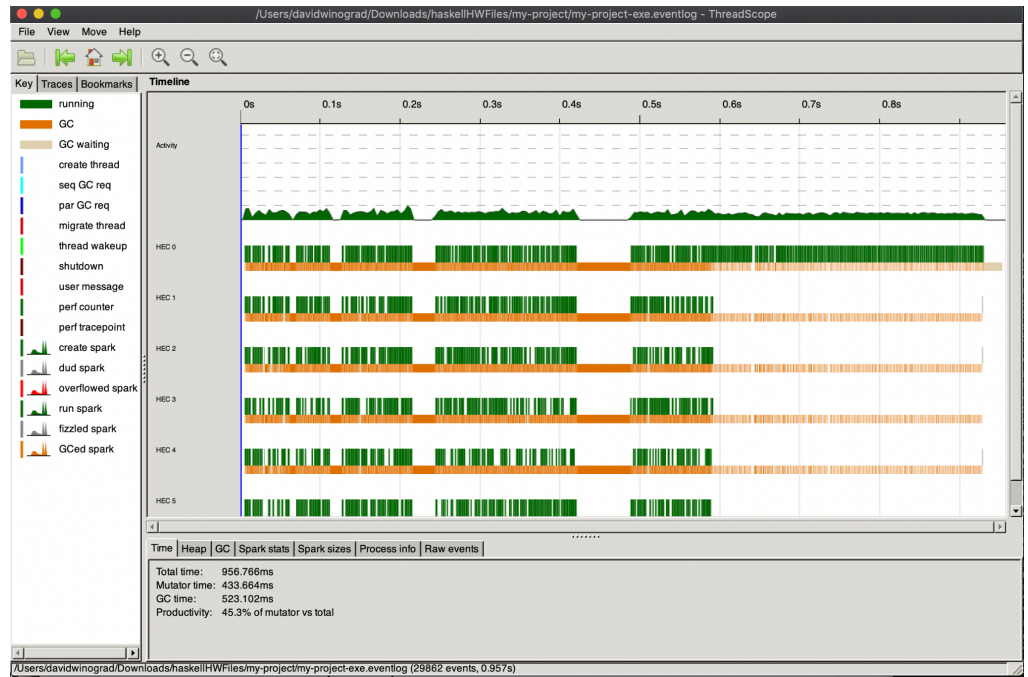 /Users/davidwinograd/Downloads/haskellHWFiles/my-project/my-project-exe.eventlog - ThreadScope
File View Move Help
Key Traces Bookmarks
running
GC
GC waiting
create thread
seq GC req
par GC req
migrate thread
thread wakeup
shutdown
user message
perf counter
perf tracepoint
create spark
dud spark
overflowed spark
run spark
fizzled spark
GCed spark
Timeline
0s 0.1s 0.2s 0.3s 0.4s 0.5s 0.6s 0.7s 0.8s
Activity
HEC 0
HEC 1
HEC 2
HEC 3
HEC 4
HEC 5
Time Heap GC Spark stats Spark sizes Process info Raw events
Total time: 956.766ms
Mutator time: 433.664ms
GC time: 523.102ms
Productivity: 45.3% of mutator vs total
/Users/davidwinograd/Downloads/haskellHWFiles/my-project/my-project-exe.eventlog (29862 events, 0.957s)